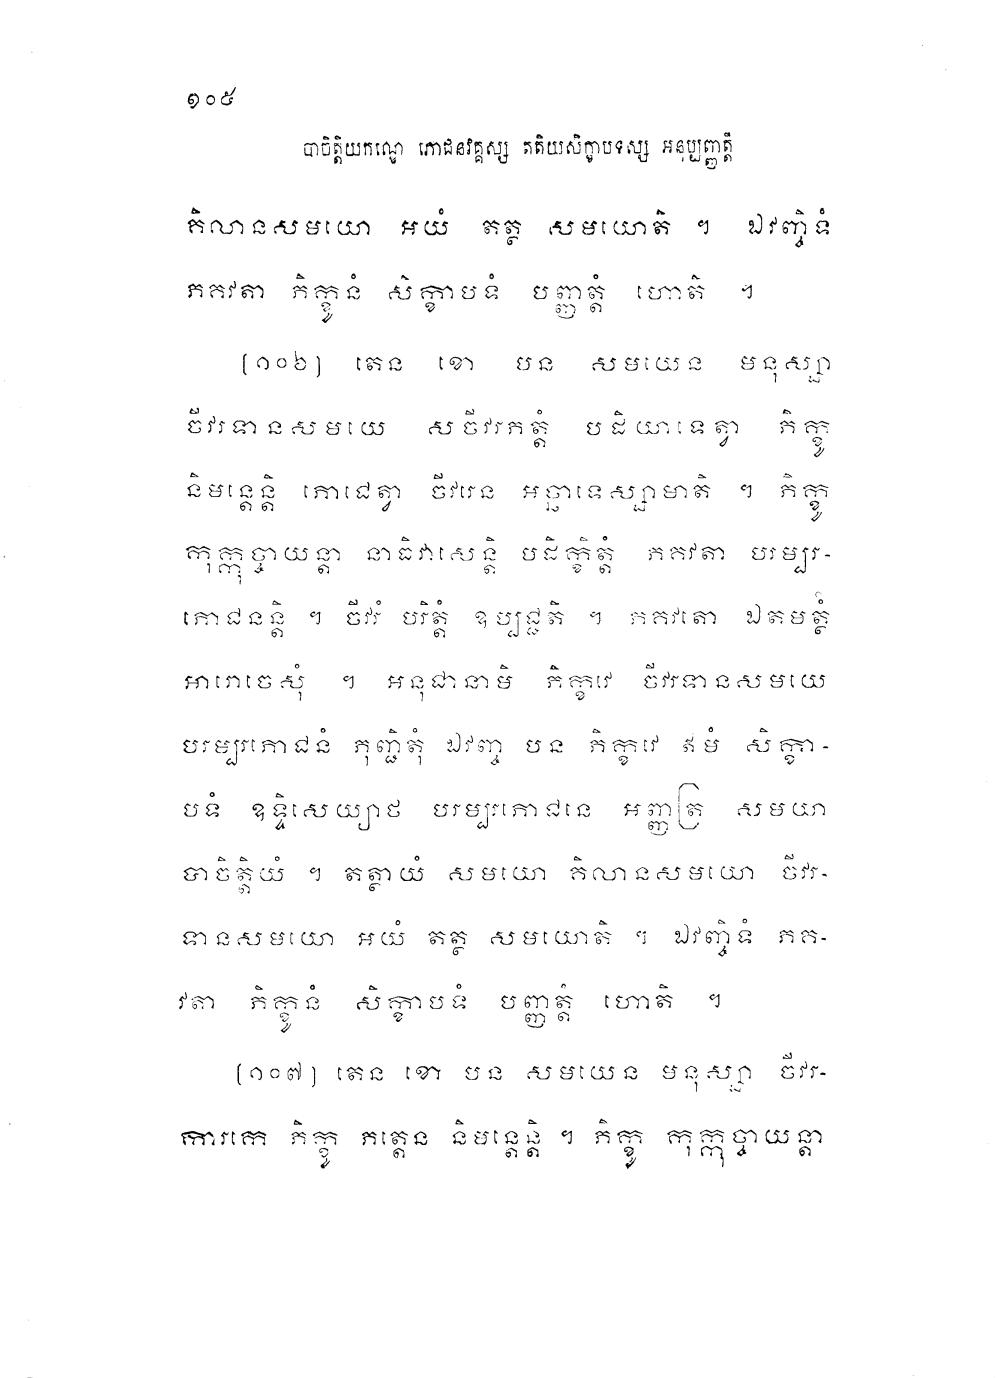 ១០៥
បាចិត្តិយកណ្ឌេ ភោជនវគ្គស្ស តតិយសិក្ខាបទស្ស អនុប្បញ្ញត្តិ
គិលានសមយោ អយំ តត្ថ សមយោតិ ។ ឯវញ្ចិទំ
ភគវតា ភិក្ខូនំ សិក្ខាបទំ បញ្ញត្តំ ហោតិ ។
[១០៦] តេន ខោ បន សមយេន មនុស្សា
ចីវរទានសមយេ សចីវរភត្តំ បដិយាទេត្វា ភិក្ខូ
និមន្តេន្តិ ភោជេត្វា ចីវរេន អច្ឆាទេស្សាមាតិ ។ ភិក្ខូ
កុក្កុច្ចាយន្តា នាធិវាសេន្តិ បដិក្ខិត្តំ ភគវតា បរម្បរ-
ភោជនន្តិ ។ ចីវរំ បរិត្តំ ឧប្បជ្ជតិ ។ ភគវតោ ឯតមត្ថំ
អារោចេសុំ ។ អនុជានាមិ ភិក្ខវេ ចីវរទានសមយេ
បរម្បរភោជនំ ភុញ្ជិតុំ ឯវញ្ច បន ភិក្ខវេ ឥមំ សិក្ខា-
បទំ ឧទ្ទិសេយ្យាថ បរម្បរភោជនេ អញ្ញត្រ សមយា
បាចិត្តិយំ ។ តត្ថាយំ សមយោ គិលានសមយោ ចីវរ-
ទានសមយោ អយំ តត្ថ សមយោតិ ។ ឯវញ្ចិទំ ភគ-
វតា ភិក្ខូនំ សិក្ខាបទំ បញ្ញត្តំ ហោតិ ។
[១០៧] តេន ខោ បន សមយេន មនុស្សា ចីវរ-
ការកេ ភិក្ខូ ភត្តេន និមន្តេន្តិ ។ ភិក្ខូ កុក្កុច្ចាយន្តា